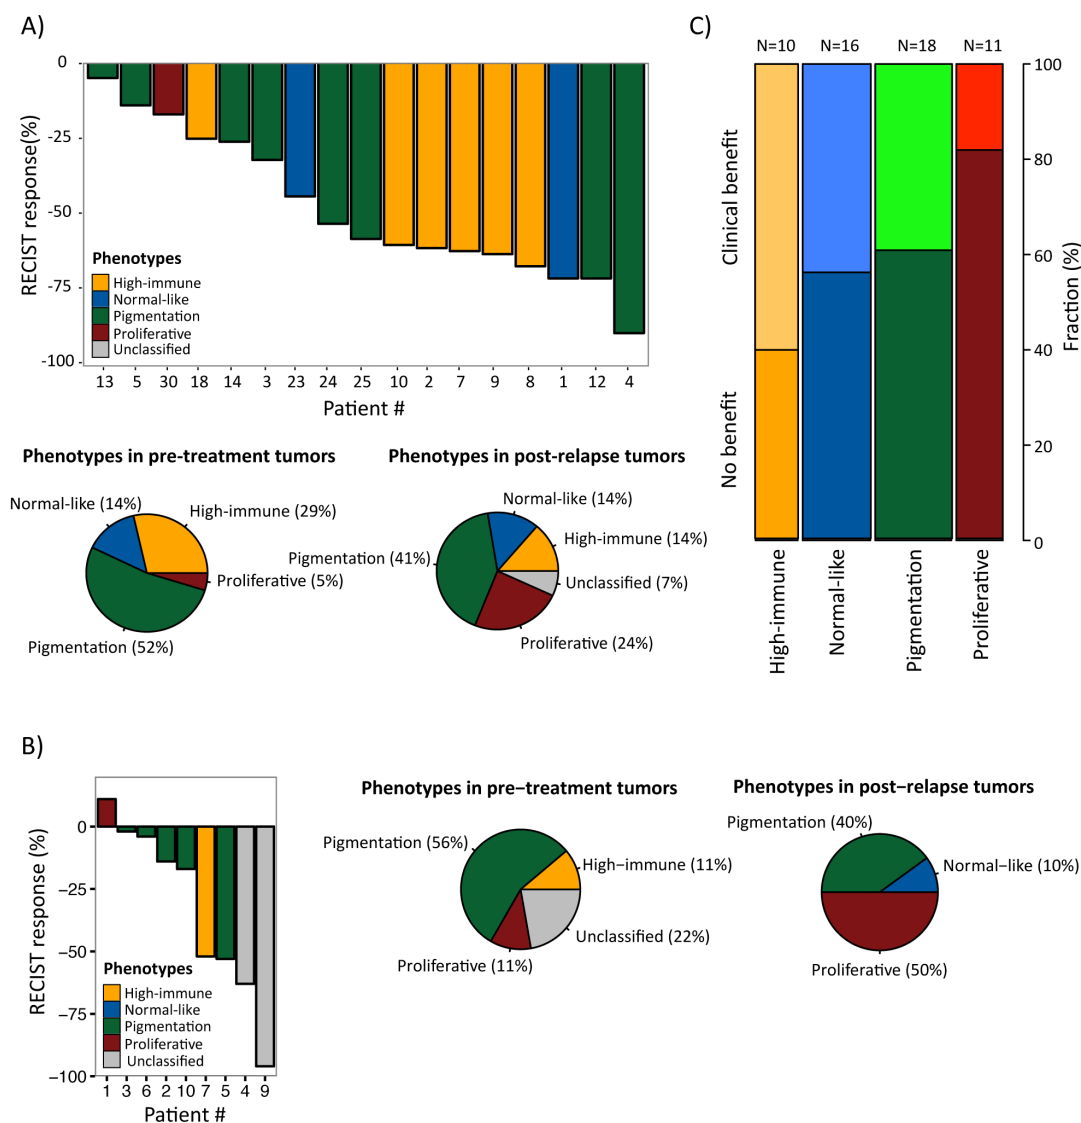 A)
0
-25
-50
-75
-100
RECIST response(%)
Phenotypes
High-immune
Normal-like
Pigmentation
Proliferative
Unclassified
13 5 30 18 14 3 23 24 25 10 2 7 9 8 1 12 4
Patient #
Phenotypes in pre-treatment tumors
Normal-like (14%)
High-immune (29%)
Proliferative (5%)
Pigmentation (52%)
Phenotypes in post-relapse tumors
Normal-like (14%)
High-immune (14%)
Pigmentation (41%)
Unclassified (7%)
Proliferative (24%)
C)
N=10 N=16 N=18 N=11
Clinical benefit
No benefit
100
80
60
40
20
0
Fraction (%)
High-immune
Normal-like
Pigmentation
Proliferative
B)
0
−25
−50
−75
−100
RECIST response (%)
Phenotypes
High-immune
Normal-like
Pigmentation
Proliferative
Unclassified
1 3 6 2 10 7 5 4 9
Patient #
Phenotypes in pre−treatment tumors
Pigmentation (56%)
High−immune (11%)
Unclassified (22%)
Proliferative (11%)
Phenotypes in post−relapse tumors
Pigmentation (40%)
Normal−like (10%)
Proliferative (50%)